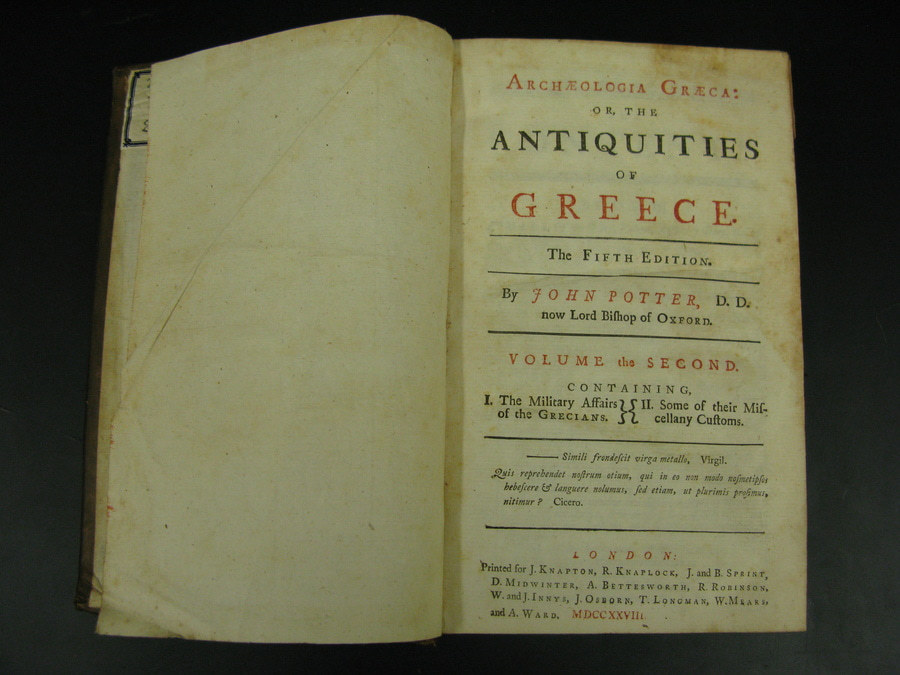 ARCHÆOLOGIA GRÆCA:
OR, THE
ANTIQUITIES
OF
GREECE.
The FIFTH EDITION.
By JOHN POTTER, D. D.
now Lord Biſhop of OXFORD.
VOLUME the SECOND.
CONTAINING,
I. The Military Affairs of the GRECIANS.
II. Some of their Miſ-
cellany Cuſtoms.
—— Simili frondeſcit virga metallo, Virgil.
Quis reprehendet noſtrum otium, qui in eo non modo noſmetipſos
hebeſcere & languere nolumus, ſed etiam, ut plurimis proſimus,
nitimur? Cicero.
LONDON:
Printed for J. KNAPTON, R. KNAPLOCK, J. and B. SPRINT,
D. MIDWINTER, A. BETTESWORTH, R. ROBINSON,
W. and J. INNYS, J. OSBORN, T. LONGMAN, W. MEARS,
and A. WARD. MDCCXXVIII.